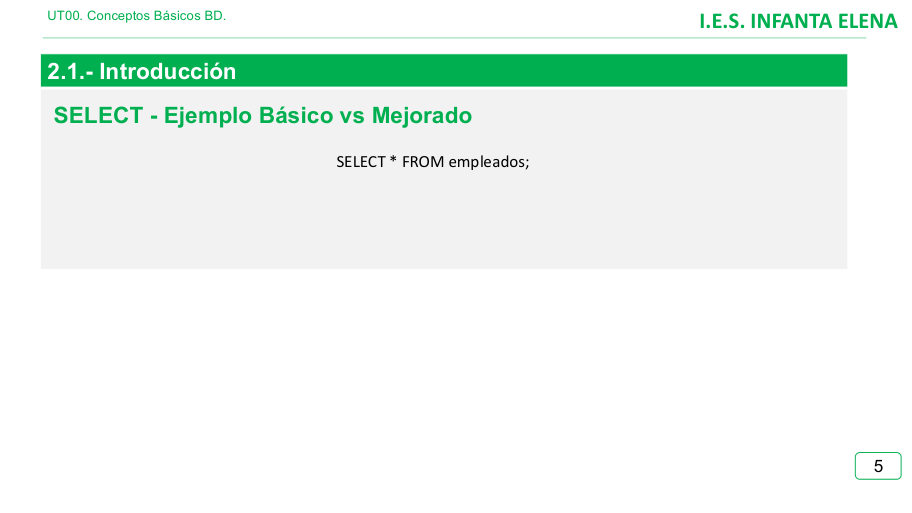 UT00. Conceptos Básicos BD.
I.E.S. INFANTA ELENA
2.1.- Introducción
SELECT - Ejemplo Básico vs Mejorado
SELECT * FROM empleados;
5